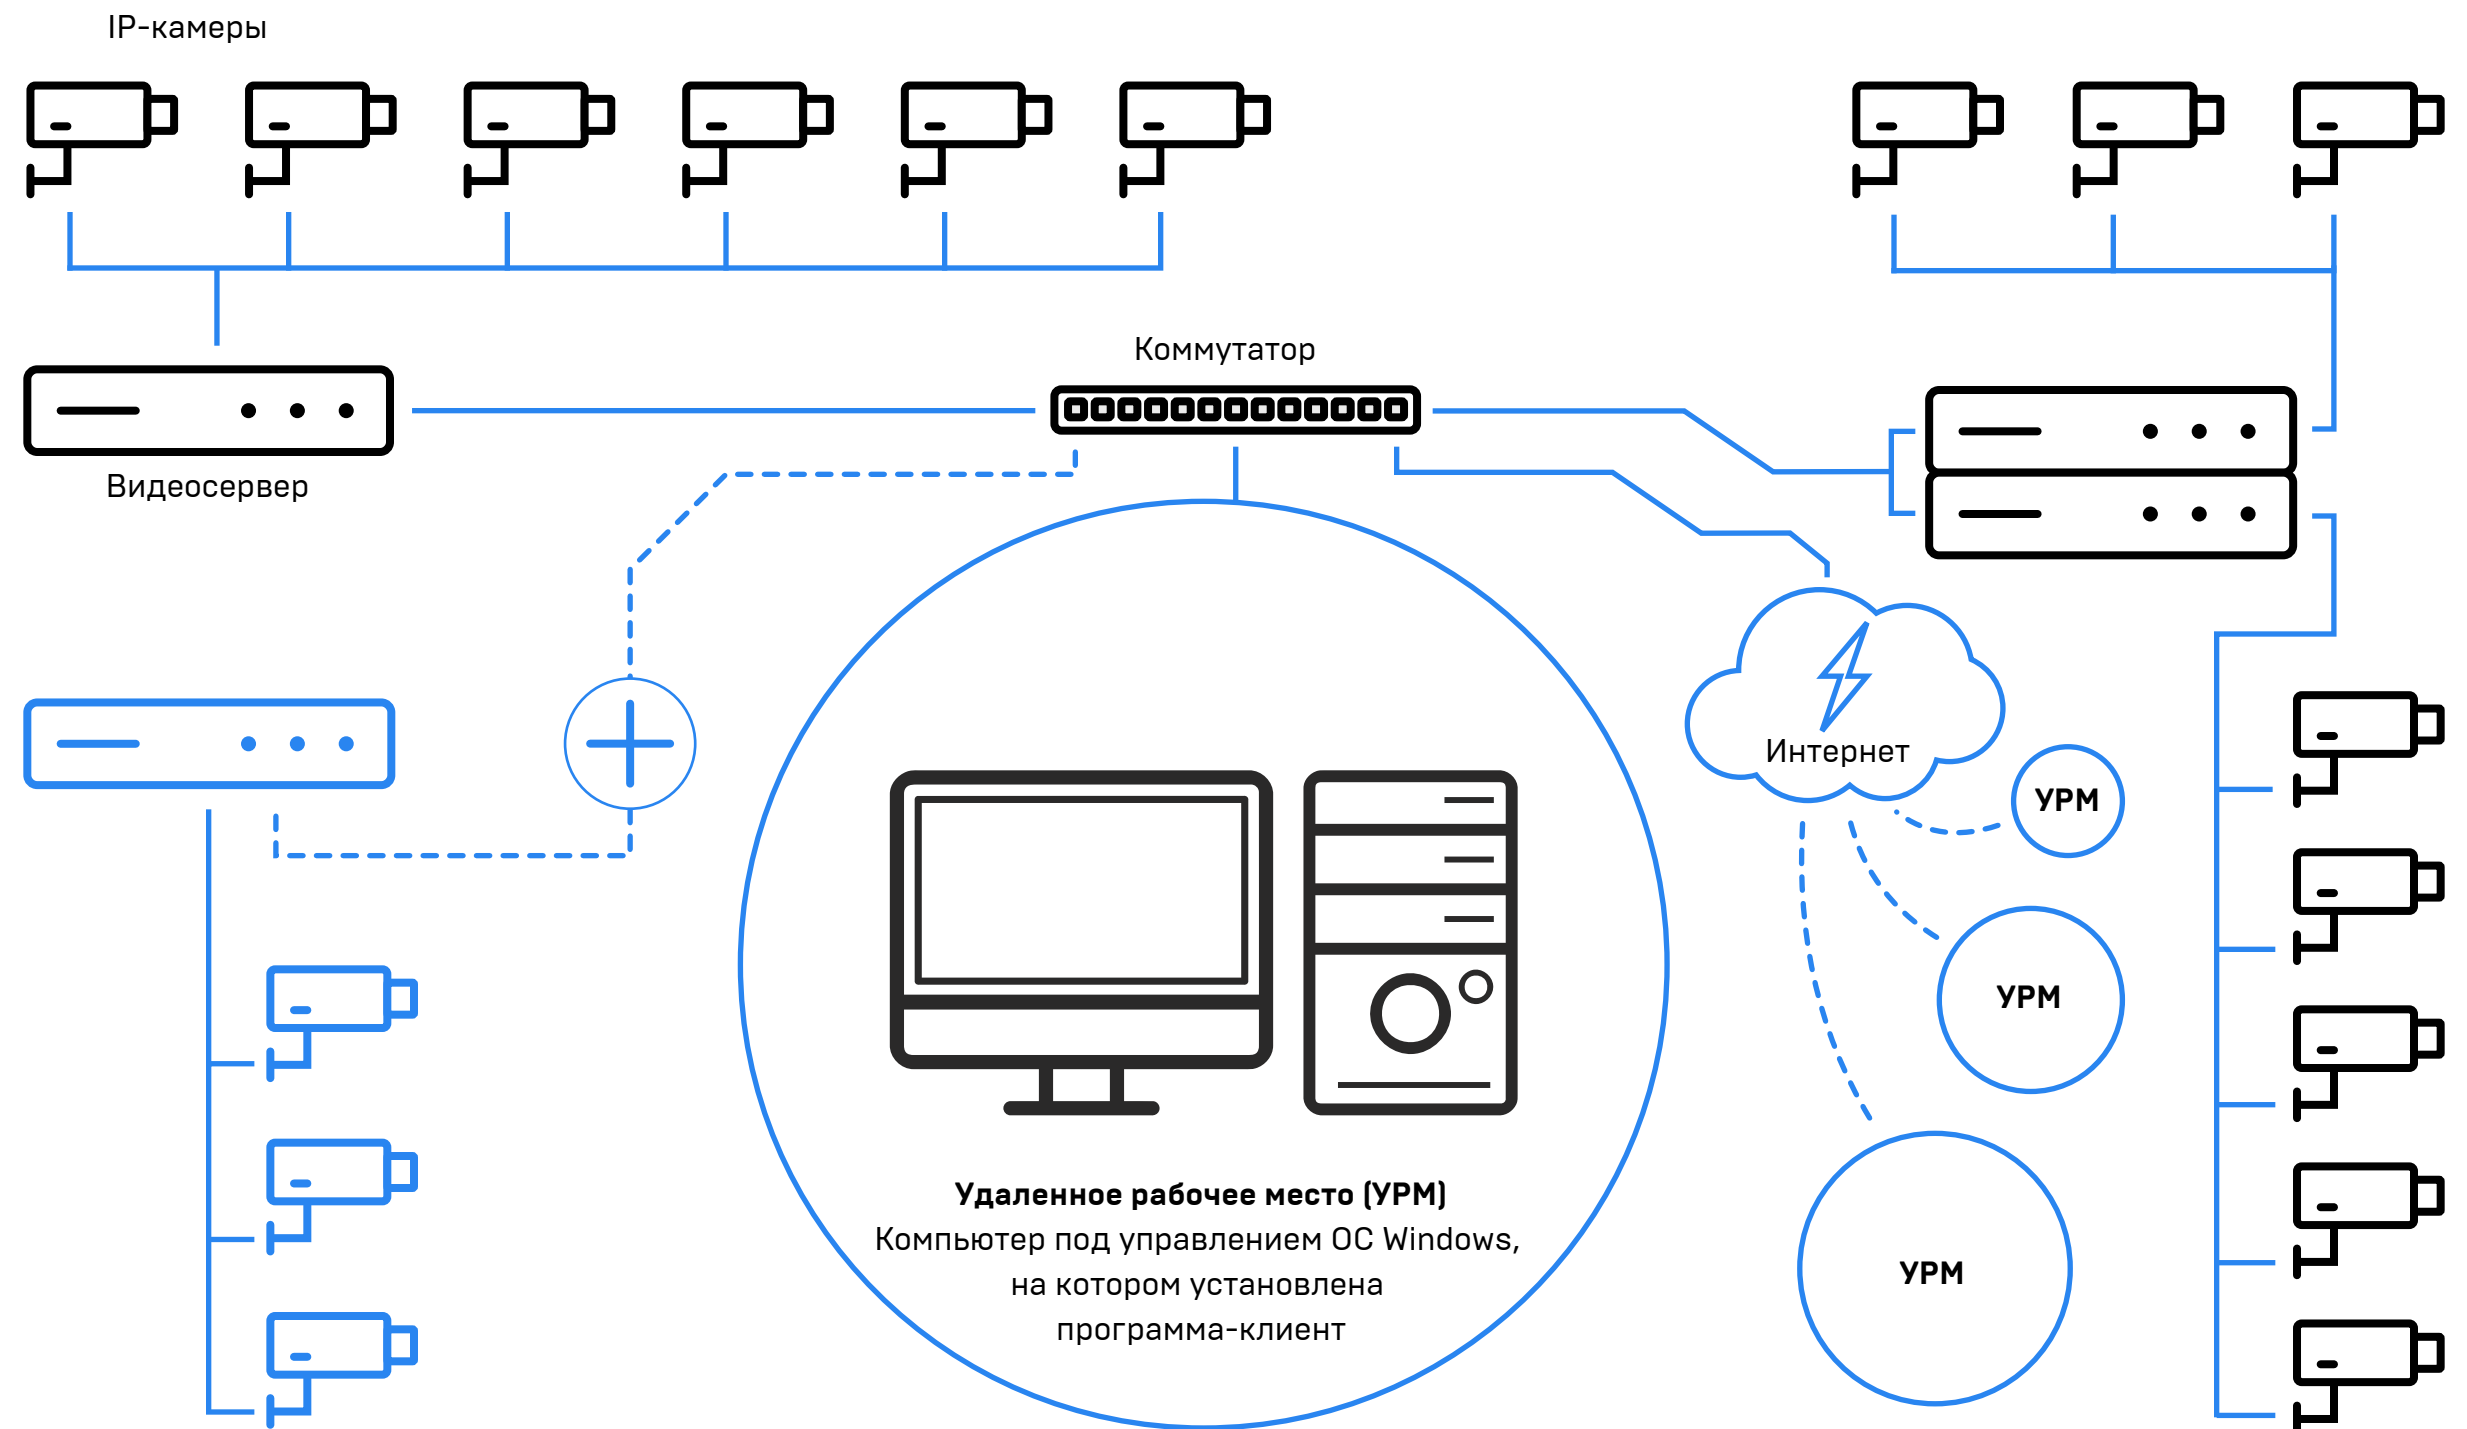 IP-камеры
Коммутатор
Видеосервер
Интернет
УРМ
УРМ
УРМ
Удаленное рабочее место (УРМ)
Компьютер под управлением ОС Windows,
на котором установлена
программа-клиент